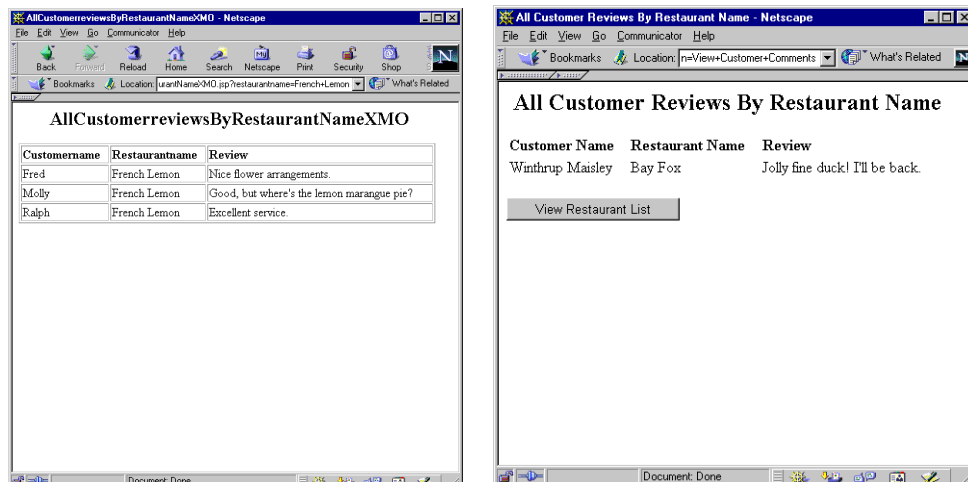 AllCustomerreviewsByRestaurantNameXMO - Netscape
File Edit View Go Communicator Help
Back Forward Reload Home Search Netscape Print Security Shop
Bookmarks Location: urantNameXMO.jsp?restaurantname=French+Lemon What's Related
AllCustomerreviewsByRestaurantNameXMO
Customername Restaurantname Review
Fred French Lemon Nice flower arrangements.
Molly French Lemon Good, but where's the lemon marangue pie?
Ralph French Lemon Excellent service.
Document: Done
All Customer Reviews By Restaurant Name - Netscape
File Edit View Go Communicator Help
Bookmarks Location: n=View+Customer+Comments What's Related
All Customer Reviews By Restaurant Name
Customer Name Restaurant Name Review
Winthrup Maisley Bay Fox Jolly fine duck! I'll be back.
View Restaurant List
Document: Done